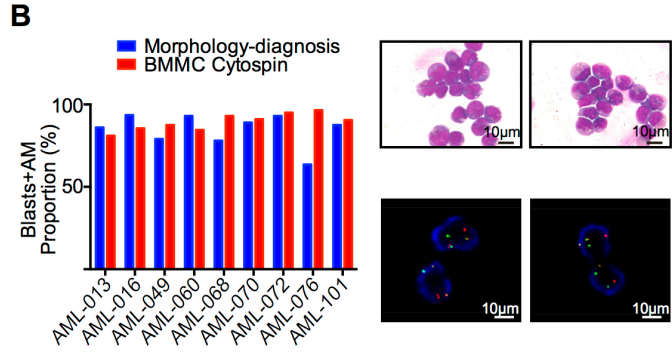 B
Morphology-diagnosis
BMMC Cytospin
Blasts+AM
Proportion (%)
100
50
AML-013
AML-016
AML-049
AML-060
AML-068
AML-070
AML-072
AML-076
AML-101
10μm
10μm
10μm
10μm